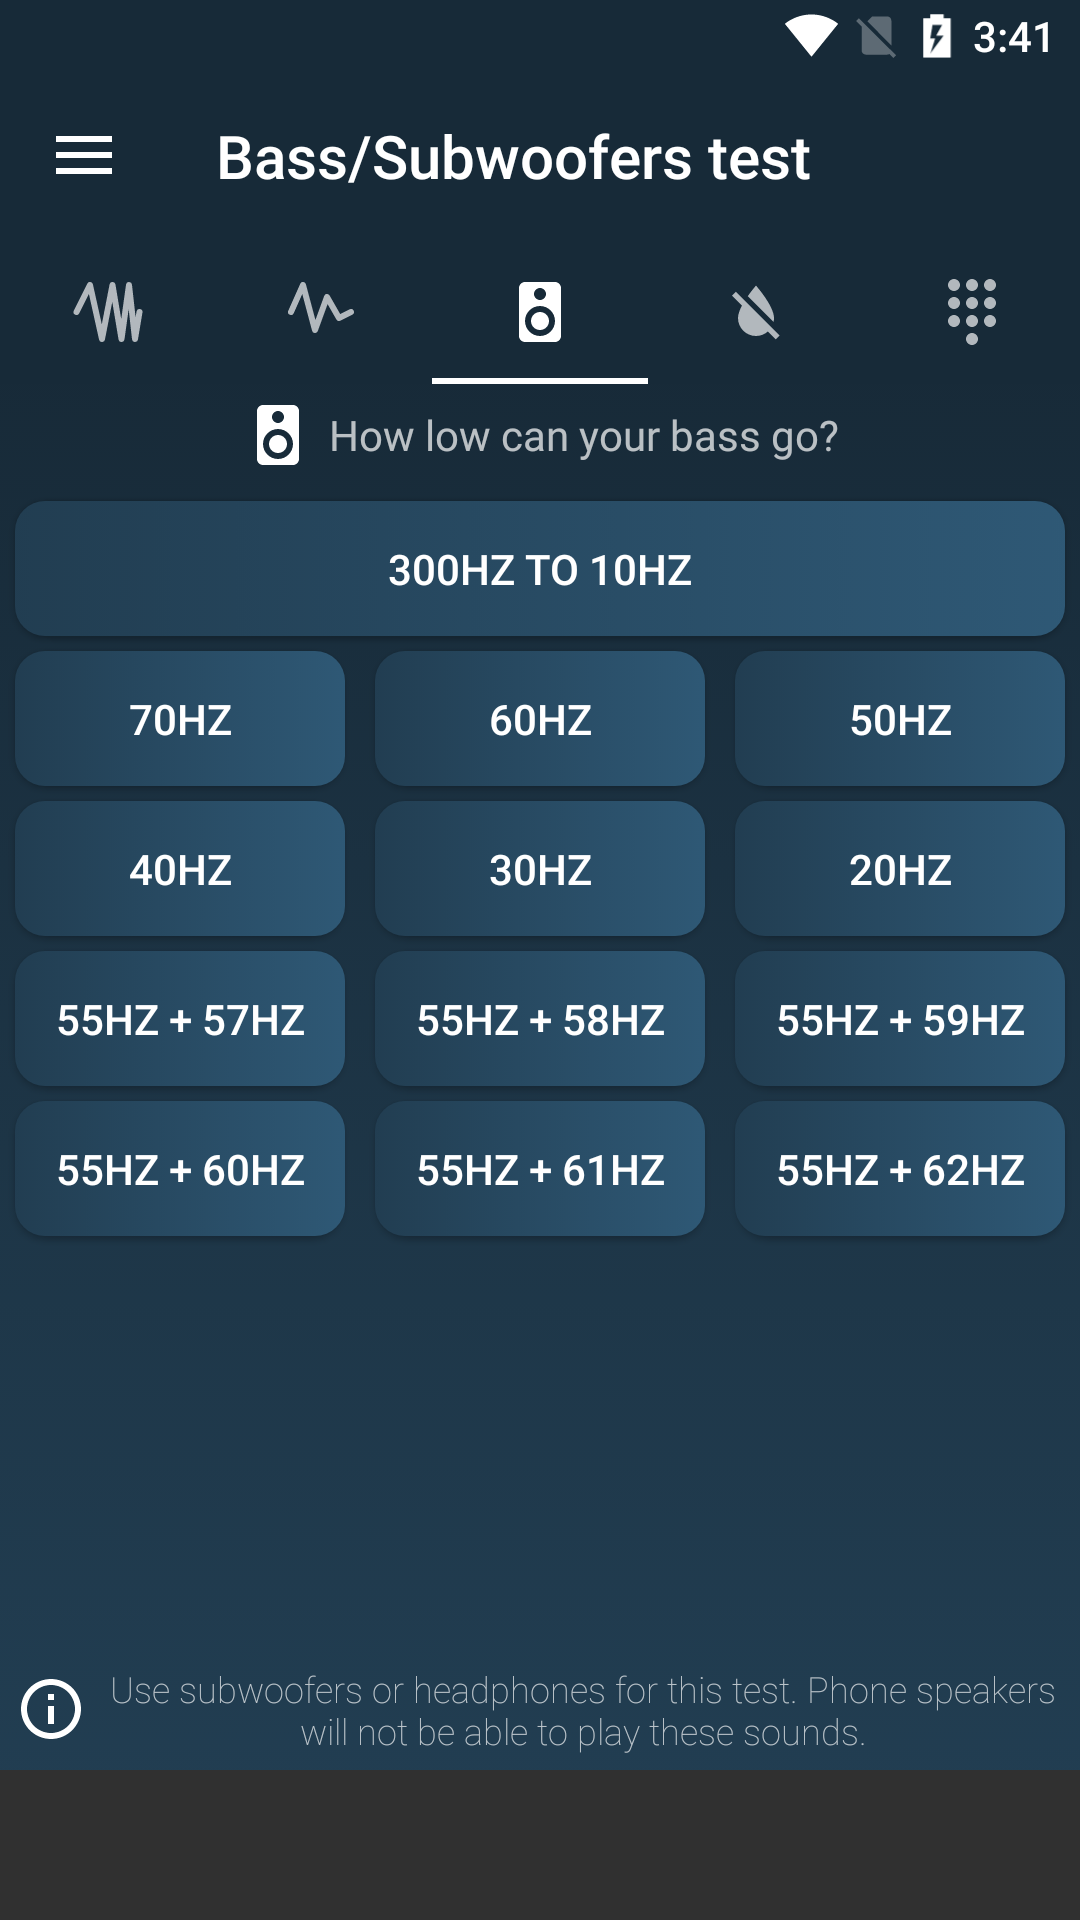 3:41
Bass/Subwoofers test
How low can your bass go?
300HZ TO 10HZ
70HZ
60HZ
50HZ
40HZ
30HZ
20HZ
55HZ + 57HZ
55HZ + 58HZ
55HZ + 59HZ
55HZ + 60HZ
55HZ + 61HZ
55HZ + 62HZ
Use subwoofers or headphones for this test. Phone speakers
will not be able to play these sounds.